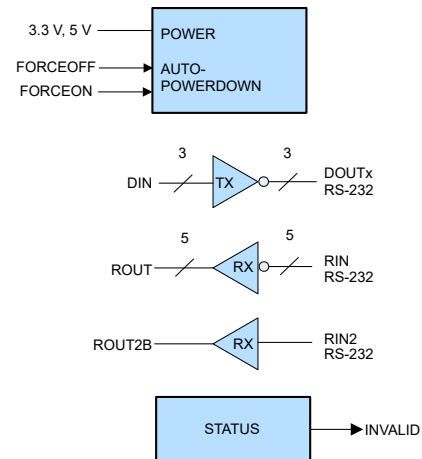 3.3 V, 5 V
POWER
FORCEOFF
AUTO-
POWERDOWN
FORCEON
3
3
DIN
TX
DOUTx
RS-232
5
5
ROUT
RX
RIN
RS-232
ROUT2B
RX
RIN2
RS-232
STATUS
INVALID